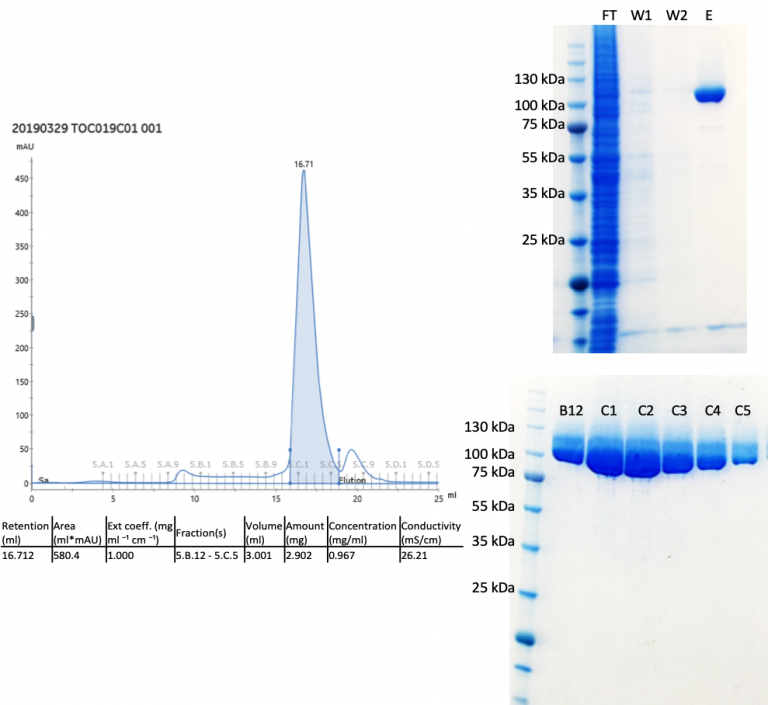 FT W1 W2 E
130 kDa
100 kDa
75 kDa
55 kDa
35 kDa
25 kDa
20190329 TOC019C01 001
mAU
16.71
450
400
350
300
250
200
150
100
50
0
5.A.1 5.A.5 5.A.9 5.B.1 5.B.5 5.B.9 5.C.1 5.D.1 5.D.5
Sa
Elution
0 5 10 15 20 25 ml
Retention (ml) Area (ml*mAU) Ext coeff. (mg ml ⁻¹ cm ⁻¹) Fraction(s) Volume (ml) Amount (mg) Concentration (mg/ml) Conductivity (mS/cm)
16.712 580.4 1.000 5.B.12 - 5.C.5 3.001 2.902 0.967 26.21
B12 C1 C2 C3 C4 C5
130 kDa
100 kDa
75 kDa
55 kDa
35 kDa
25 kDa